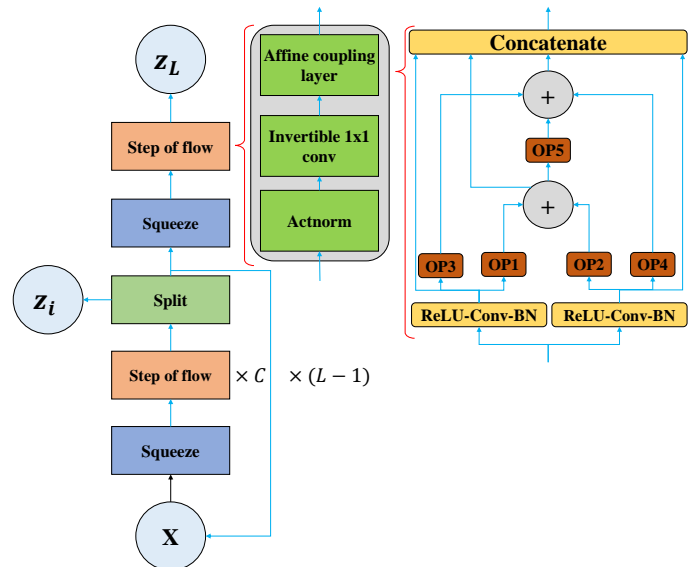 z_L
Step of flow
Squeeze
Split
z_i
Step of flow
× C
× (L − 1)
Squeeze
X
Affine coupling
layer
Invertible 1x1
conv
Actnorm
Concatenate
+
OP5
+
OP3
OP1
OP2
OP4
ReLU-Conv-BN
ReLU-Conv-BN